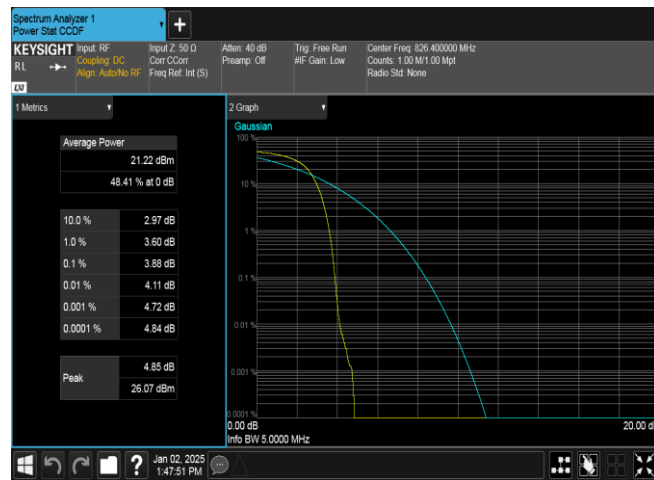 Spectrum Analyzer 1
Power Stat CCDF
+
KEYSIGHT
RL
LXI
Input: RF
Coupling: DC
Align: Auto/No RF
Input Z: 50 Ω
Corr CCorr
Freq Ref: Int (S)
Atten: 40 dB
Preamp: Off
Trig: Free Run
#IF Gain: Low
Center Freq: 826.400000 MHz
Counts: 1.00 M/1.00 Mpt
Radio Std: None
1 Metrics
Average Power
21.22 dBm
48.41 % at 0 dB
10.0 % 2.97 dB
1.0 % 3.60 dB
0.1 % 3.88 dB
0.01 % 4.11 dB
0.001 % 4.72 dB
0.0001 % 4.84 dB
Peak
4.85 dB
26.07 dBm
2 Graph
Gaussian
100 %
10 %
1 %
0.1 %
0.01 %
0.001 %
0.0001 %
0.00 dB
20.00 d
Info BW 5.0000 MHz
?
Jan 02, 2025
1:47:51 PM